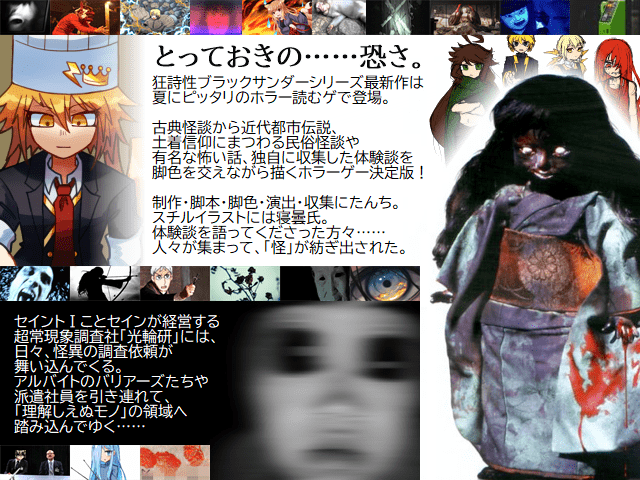 とっておきの……恐さ。
狂詩性ブラックサンダーシリーズ最新作は
夏にピッタリのホラー読むゲで登場。
古典怪談から近代都市伝説、
土着信仰にまつわる民俗怪談や
有名な怖い話、独自に収集した体験談を
脚色を交えながら描くホラーゲー決定版！
制作・脚本・脚色・演出・収集にたんち。
スチルイラストには寝曇氏。
体験談を語ってくださった方々……
人々が集まって、「怪」が紡ぎ出された。
セイントⅠことセインが経営する
超常現象調査社「光輪研」には、
日々、怪異の調査依頼が
舞い込んでくる。
アルバイトのバリアーズたちや
派遣社員を引き連れて、
「理解しえぬモノ」の領域へ
踏み込んでゆく……